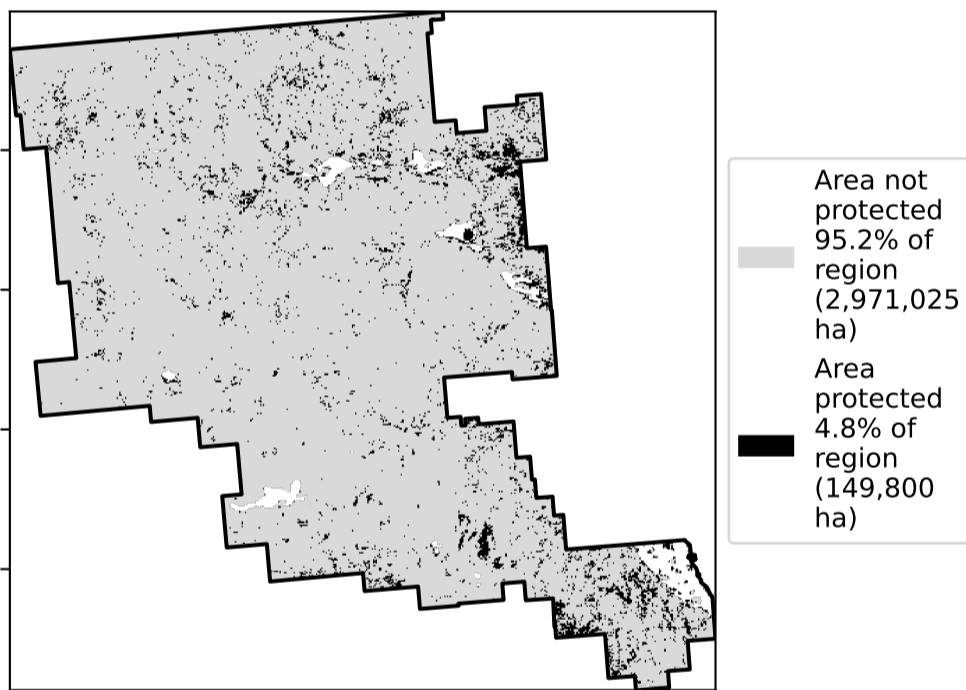 Area not
protected
95.2% of
region
(2,971,025
ha)
Area
protected
4.8% of
region
(149,800
ha)